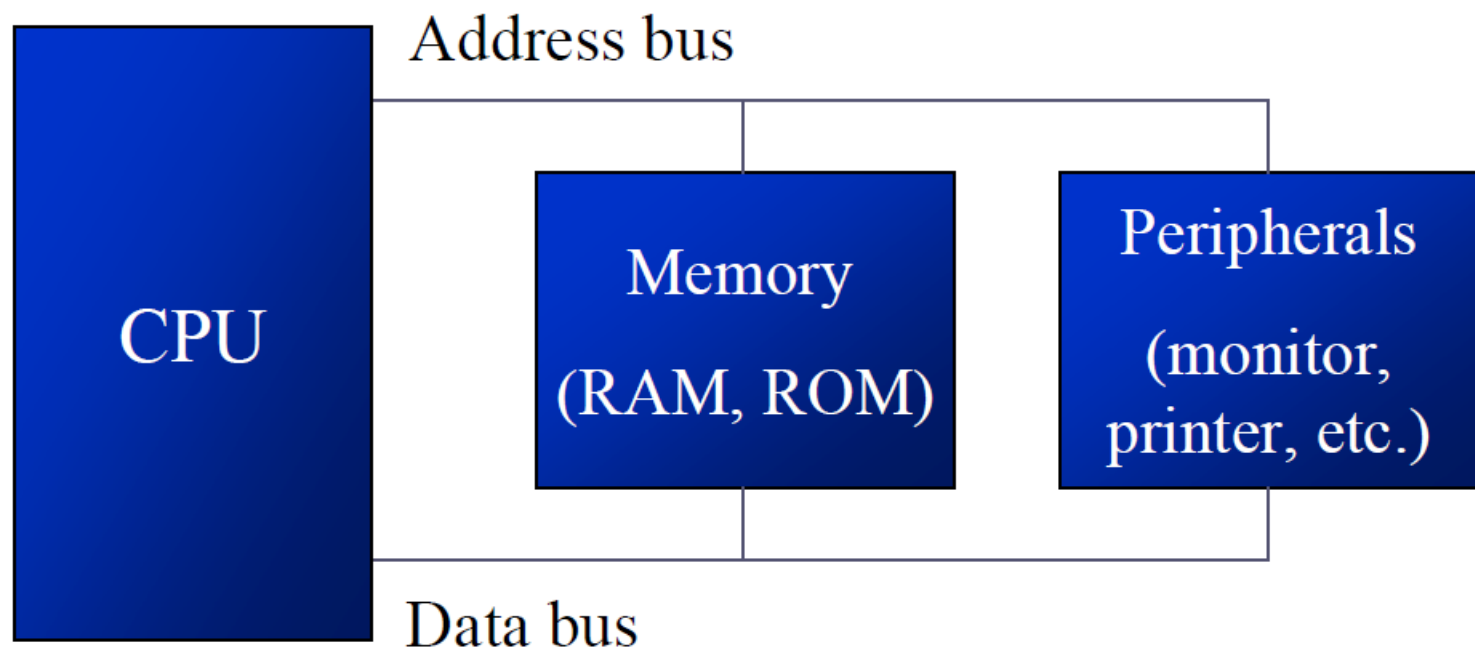 Address bus
CPU
Memory
(RAM, ROM)
Peripherals
(monitor,
printer, etc.)
Data bus